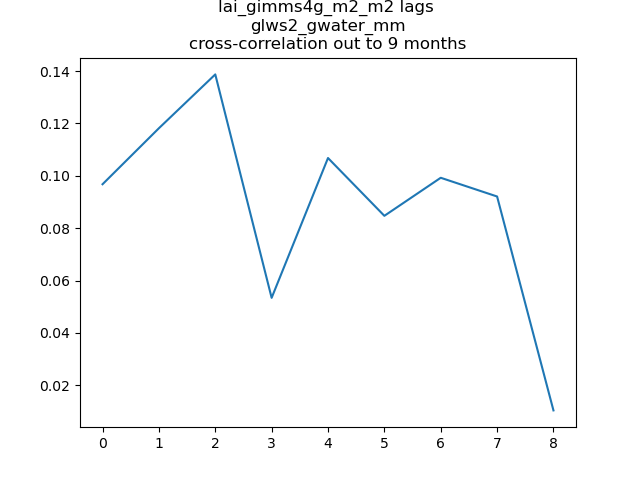 lai_gimms4g_m2_m2 lags
glws2_gwater_mm
cross-correlation out to 9 months
0.14
0.12
0.10
0.08
0.06
0.04
0.02
0 1 2 3 4 5 6 7 8